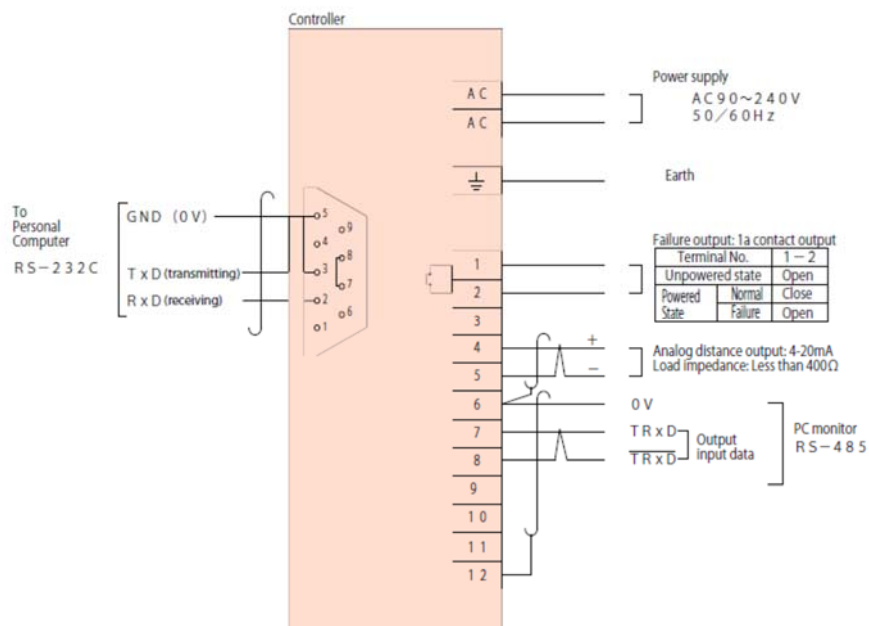 Controller
AC
AC
Power supply
AC90~240V
50/60Hz
Earth
To
Personal
Computer
RS-232C
GND (0V)
TxD (transmitting)
RxD (receiving)
5
9
4
8
3
7
2
6
1
1
2
3
4
5
6
7
8
9
10
11
12
Failure output: 1a contact output
Terminal No. 1-2
Unpowered state Open
Powered State Normal Close
Failure Open
+
-
Analog distance output: 4-20mA
Load impedance: Less than 400Ω
0V
TRxD
TRxD
Output
input data
PC monitor
RS-485